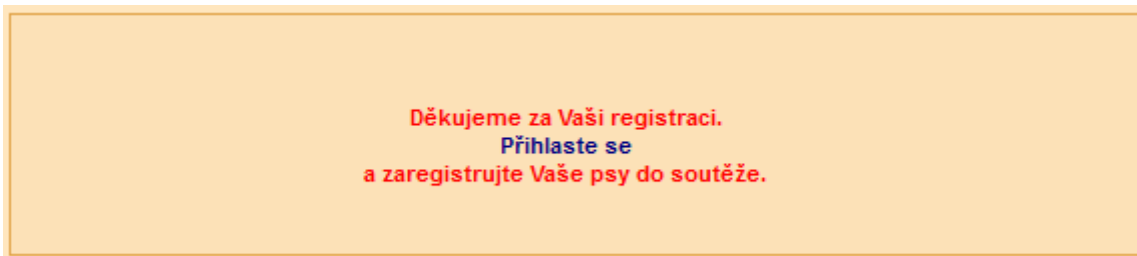 Děkujeme za Vaši registraci.
Přihlaste se
a zaregistrujte Vaše psy do soutěže.